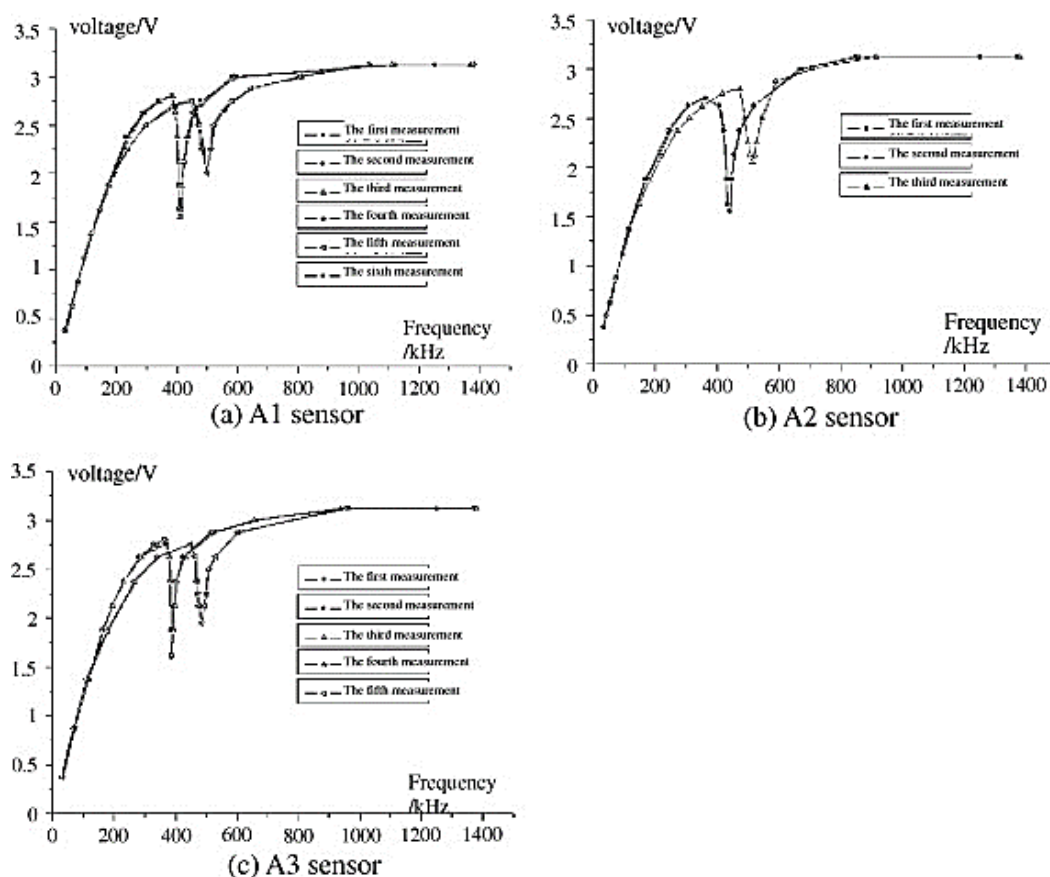 voltage/V
3.5
3
2.5
2
1.5
1
0.5
0
The first measurement
The second measurement
The third measurement
The fourth measurement
The fifth measurement
The sixth measurement
Frequency
/kHz
0 200 400 600 800 1000 1200 1400
(a) A1 sensor
voltage/V
3.5
3
2.5
2
1.5
1
0.5
0
The first measurement
The second measurement
The third measurement
Frequency
/kHz
0 200 400 600 800 1000 1200 1400
(b) A2 sensor
voltage/V
3.5
3
2.5
2
1.5
1
0.5
0
The first measurement
The second measurement
The third measurement
The fourth measurement
The fifth measurement
Frequency
/kHz
0 200 400 600 800 1000 1200 1400
(c) A3 sensor